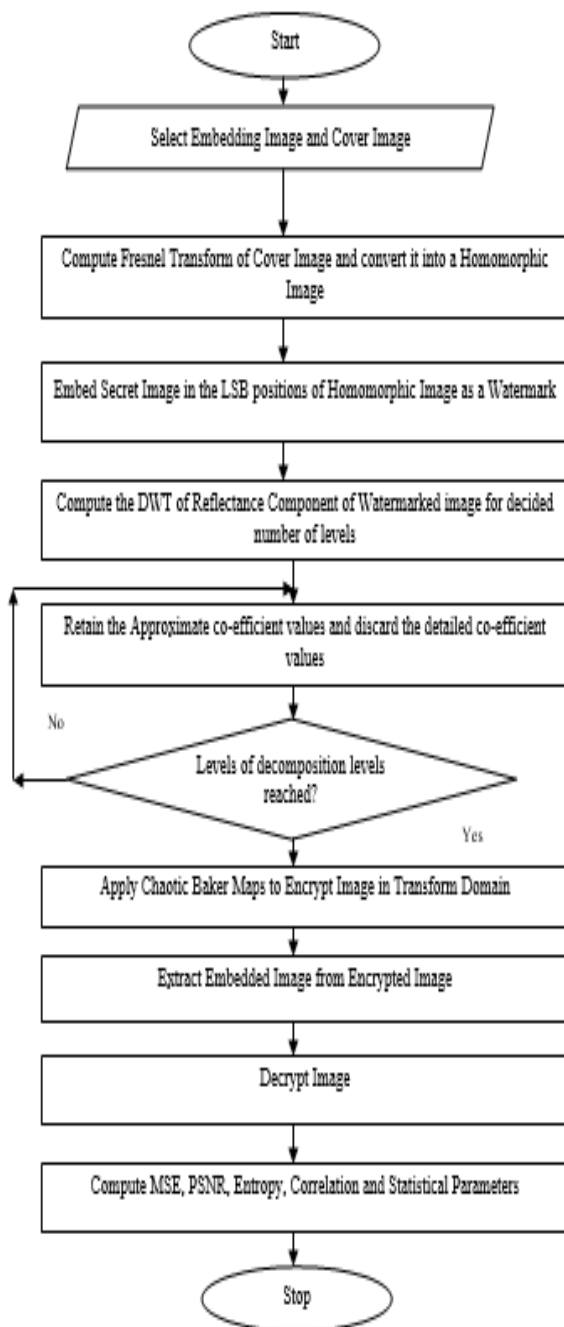 Start
Select Embedding Image and Cover Image
Compute Fresnel Transform of Cover Image and convert it into a Homomorphic
Image
Embed Secret Image in the LSB positions of Homomorphic Image as a Watermark
Compute the DWT of Reflectance Component of Watermarked image for decided
number of levels
Retain the Approximate co-efficient values and discard the detailed co-efficient
values
No
Levels of decomposition levels
reached?
Yes
Apply Chaotic Baker Maps to Encrypt Image in Transform Domain
Extract Embedded Image from Encrypted Image
Decrypt Image
Compute MSE, PSNR, Entropy, Correlation and Statistical Parameters
Stop